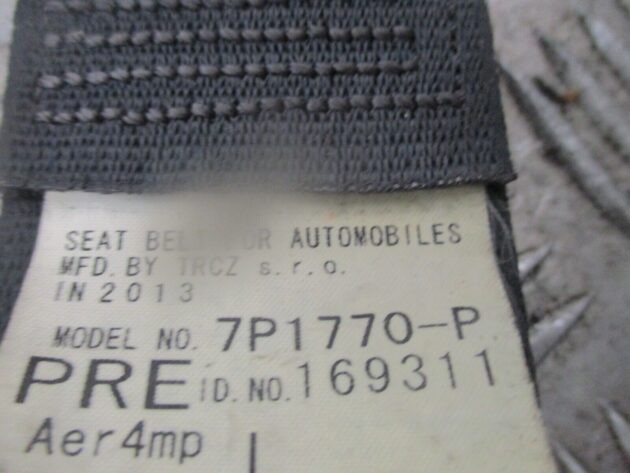 SEAT BELT FOR AUTOMOBILES
MFD. BY TRCZ s.r.o.
IN 2013
MODEL NO. 7P1770-P
PRE ID. NO. 169311
Aer4mp